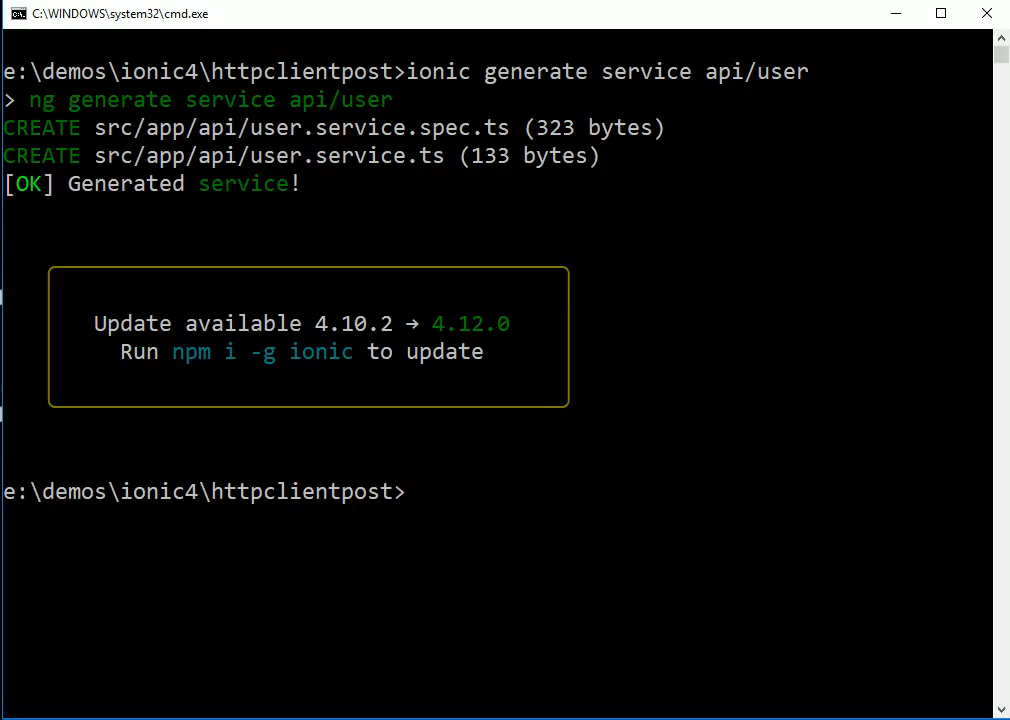 C:\WINDOWS\system32\cmd.exe
e:\demos\ionic4\httpclientpost>ionic generate service api/user
> ng generate service api/user
CREATE src/app/api/user.service.spec.ts (323 bytes)
CREATE src/app/api/user.service.ts (133 bytes)
[OK] Generated service!
Update available 4.10.2 → 4.12.0
Run npm i -g ionic to update
e:\demos\ionic4\httpclientpost>